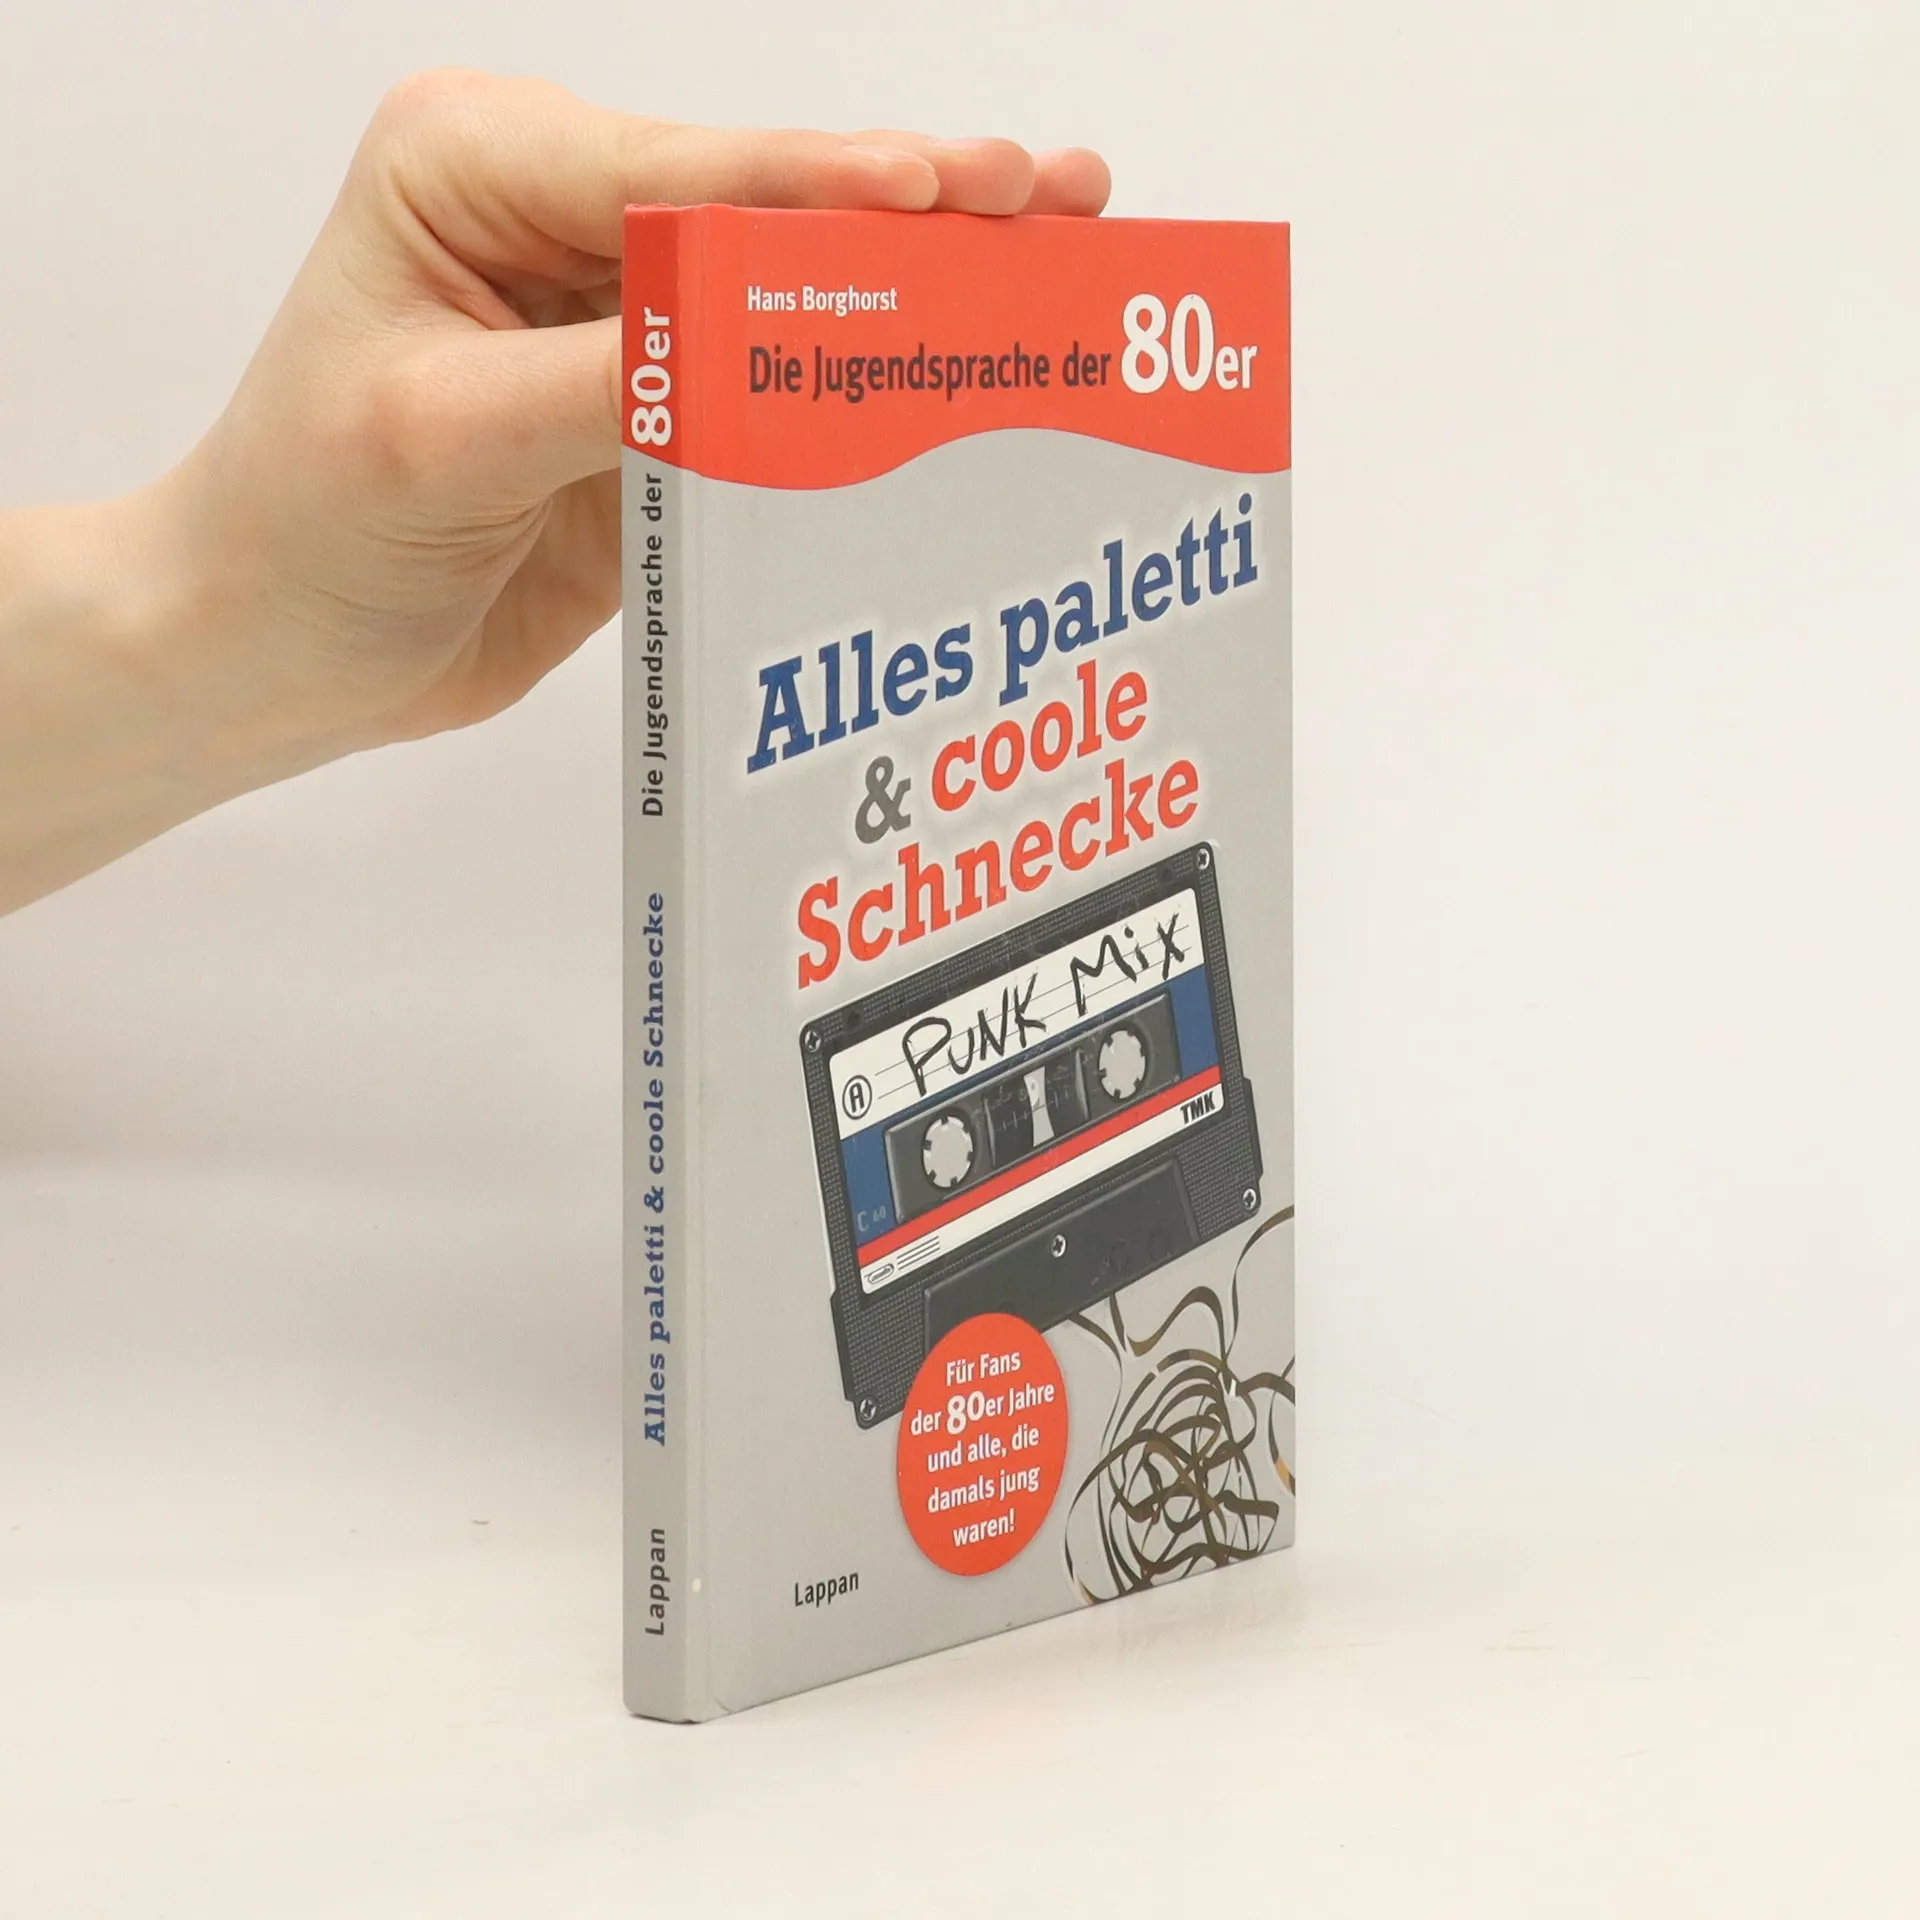 80er
Die Jugendsprache der
Alles paletti & coole Schnecke
Lappan
Hans Borghorst
Die Jugendsprache der 80er
Alles paletti
& coole
Schnecke
PUNK MiX
A
TMK
C 60
Für Fans
der 80er Jahre
und alle, die
damals jung
waren!
Lappan